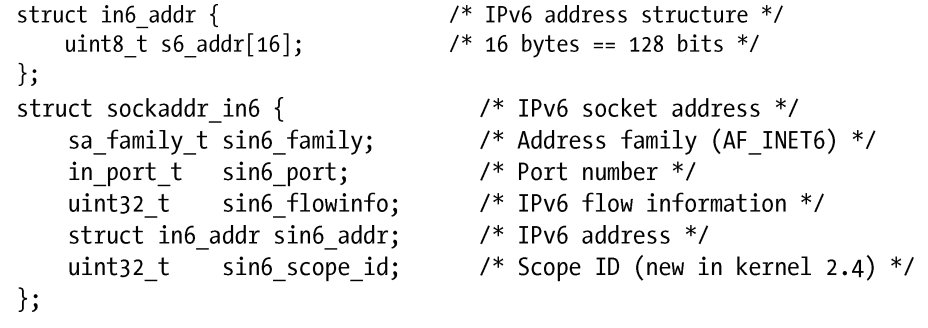 struct in6_addr { /* IPv6 address structure */
    uint8_t s6_addr[16]; /* 16 bytes == 128 bits */
};
struct sockaddr_in6 { /* IPv6 socket address */
    sa_family_t sin6_family; /* Address family (AF_INET6) */
    in_port_t sin6_port; /* Port number */
    uint32_t sin6_flowinfo; /* IPv6 flow information */
    struct in6_addr sin6_addr; /* IPv6 address */
    uint32_t sin6_scope_id; /* Scope ID (new in kernel 2.4) */
};